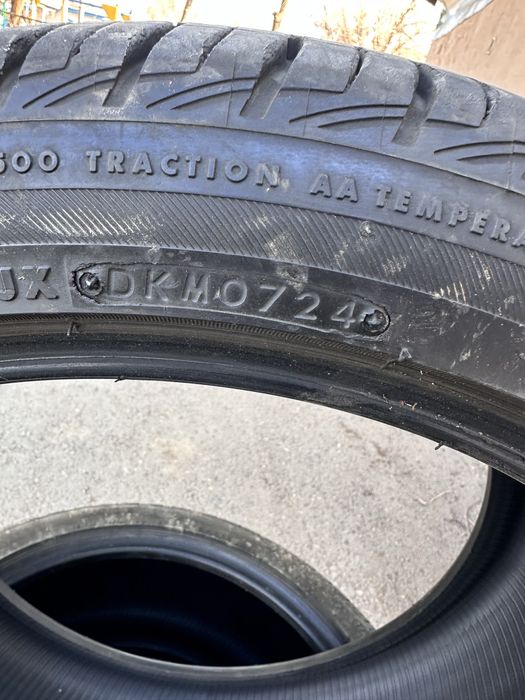 500 TRACTION AA TEMPERA
UX DKM0724